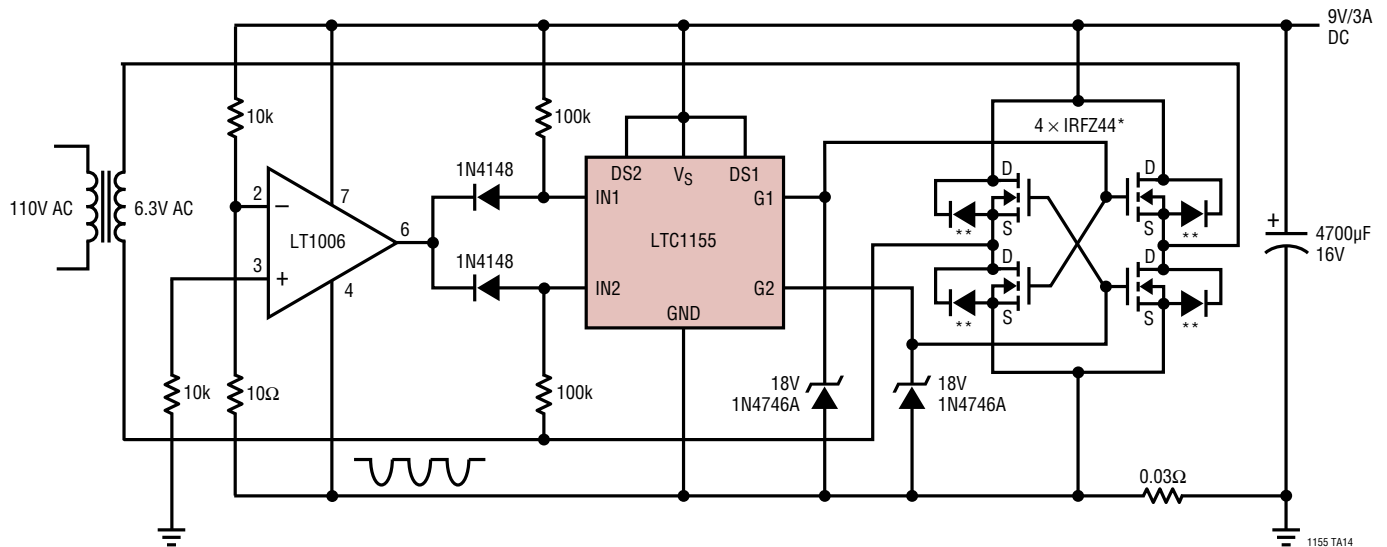 9V/3A
DC
10k
100k
4 × IRFZ44*
1N4148
DS2
VS
DS1
D
D
110V AC
6.3V AC
2
7
IN1
G1
−
LT1006
6
LTC1155
**
S
S
**
+
4700µF
16V
1N4148
D
D
3
+
4
IN2
G2
GND
**
S
S
**
10k
10Ω
100k
18V
1N4746A
18V
1N4746A
0.03Ω
1155 TA14